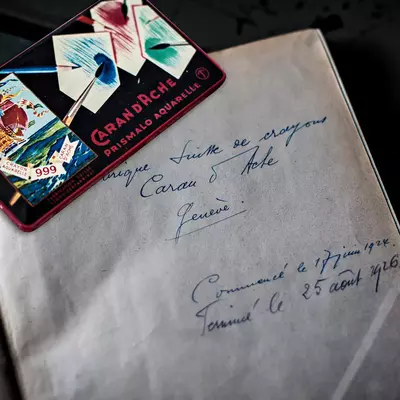 CARAN D'ACHE
PRISMALO AQUARELLE
999
Suisse de crayons
Caran d'Ache
Genève.
Commencé le 17 juin 1924.
Terminé le 25 août 1926